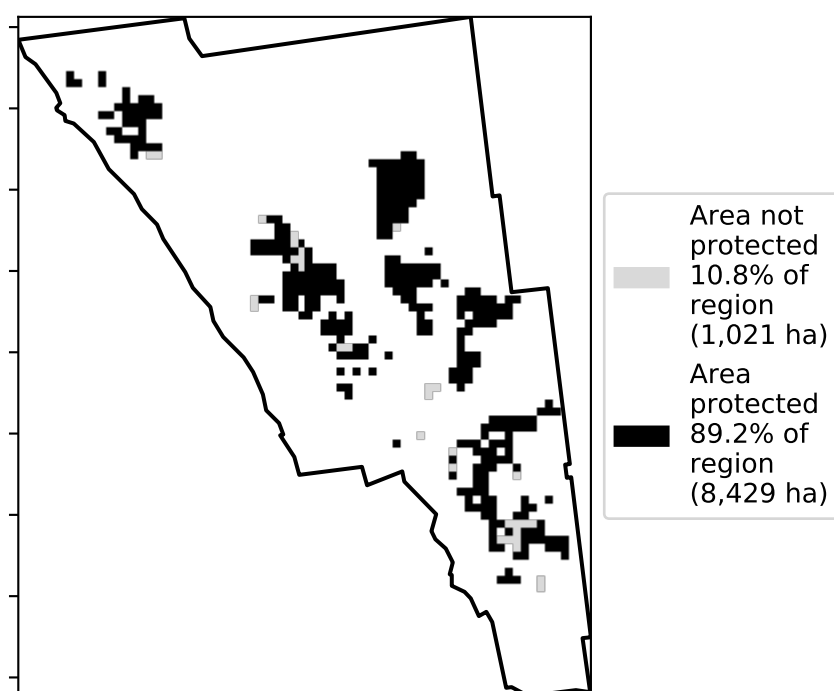 Area not
protected
10.8% of
region
(1,021 ha)
Area
protected
89.2% of
region
(8,429 ha)